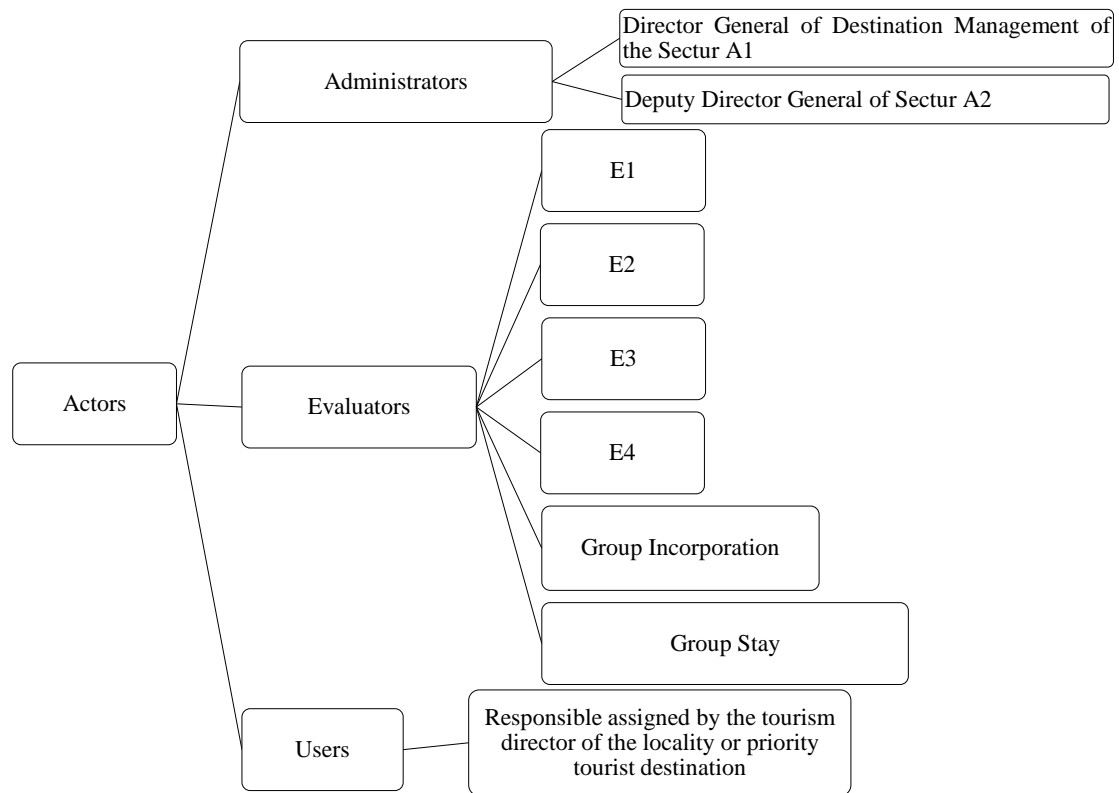 Director General of Destination Management of
the Sectur A1
Administrators
Deputy Director General of Sectur A2
E1
E2
E3
Actors
Evaluators
E4
Group Incorporation
Group Stay
Users
Responsible assigned by the tourism
director of the locality or priority
tourist destination